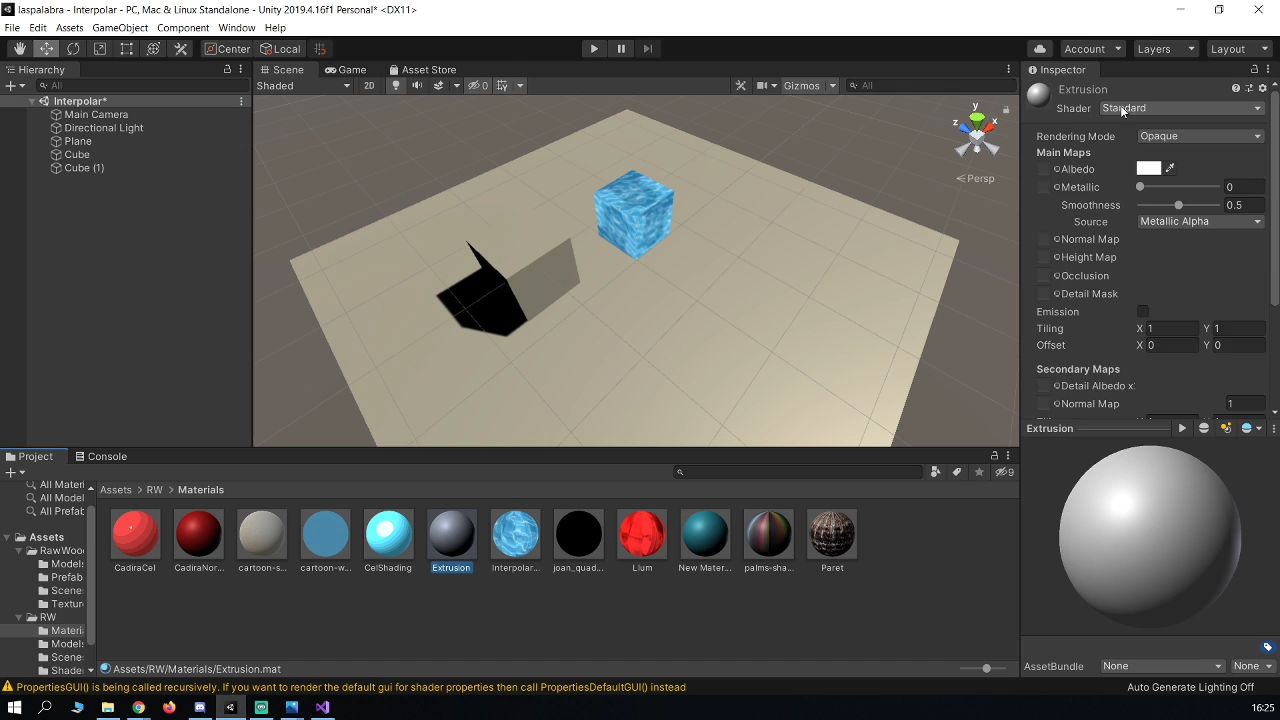 laspalabra - Interpolar - PC, Mac & Linux Standalone - Unity 2019.4.16f1 Personal* <DX11>
File Edit Assets GameObject Component Window Help
Center Local Account Layers Layout
Hierarchy
All
Interpolar*
Main Camera
Directional Light
Plane
Cube
Cube (1)
Scene Game Asset Store
Shaded 2D 0 Gizmos All
y
z x
Persp
Inspector
Extrusion
Shader Standard
Rendering Mode Opaque
Main Maps
Albedo
Metallic 0
Smoothness 0.5
Source Metallic Alpha
Normal Map
Height Map
Occlusion
Detail Mask
Emission
Tiling X 1 Y 1
Offset X 0 Y 0
Secondary Maps
Detail Albedo x
Normal Map 1
Extrusion
AssetBundle None None
Project Console
9
All Materi
All Model
All Prefab
Assets
RawWoo
Models
Prefab
Scene
Textur
RW
Materi
Models
Scene
Shade
Assets RW Materials
CadiraCel CadiraNor... cartoon-s... cartoon-w... CelShading Extrusion Interpolar... joan_quad... Llum New Mater... palms-sha... Paret
Assets/RW/Materials/Extrusion.mat
PropertiesGUI() is being called recursively. If you want to render the default gui for shader properties then call PropertiesDefaultGUI() instead
Auto Generate Lighting Off
16:25